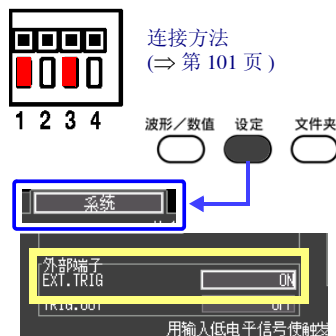 连接方法
(⇒ 第 101 页 )
1 2 3 4
波形／数值 设定 文件夹
系统
外部端子
EXT.TRIG ON
TRIG.OUT OFF
用输入低电平信号使触发